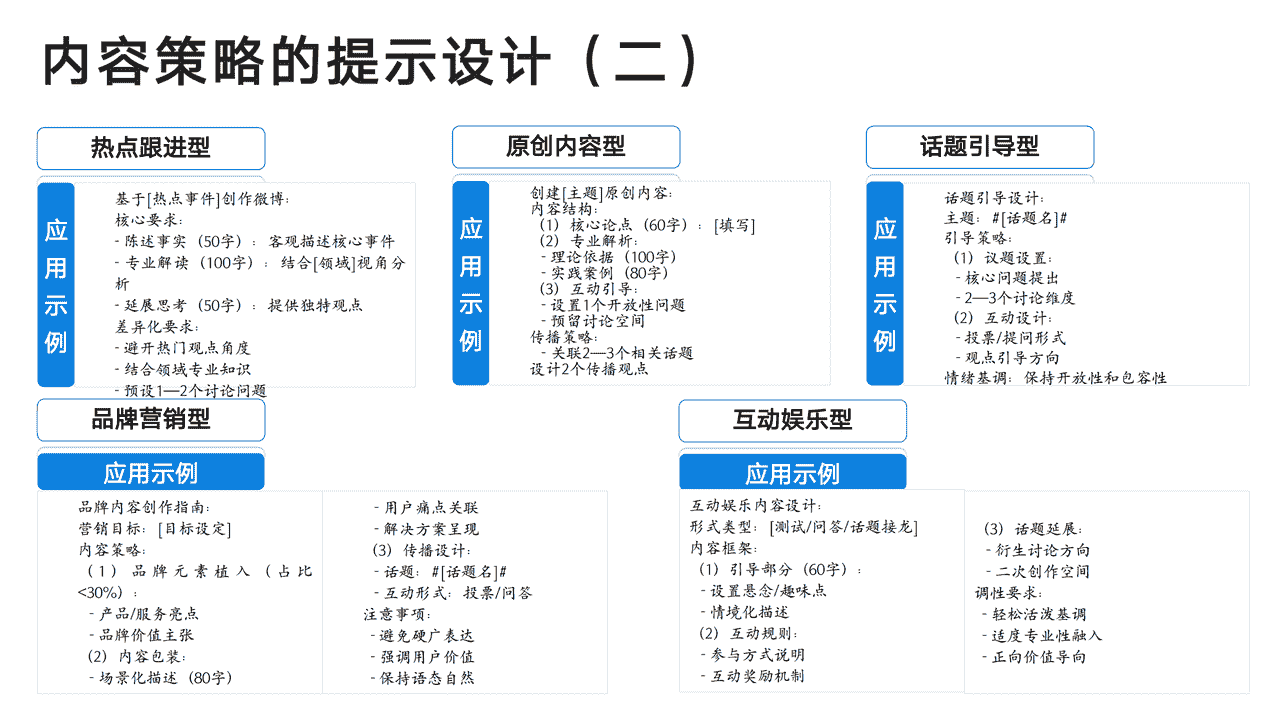 内容策略的提示设计（二）
热点跟进型
应用示例
基于[热点事件]创作微博：
核心要求：
- 陈述事实（50字）：客观描述核心事件
- 专业解读（100字）：结合[领域]视角分
析
- 延展思考（50字）：提供独特观点
差异化要求：
- 避开热门观点角度
- 结合领域专业知识
- 预设1—2个讨论问题
原创内容型
应用示例
创建[主题]原创内容：
内容结构：
（1）核心论点（60字）：[填写]
（2）专业解析：
- 理论依据（100字）
- 实践案例（80字）
（3）互动引导：
- 设置1个开放性问题
- 预留讨论空间
传播策略：
- 关联2—3个相关话题
设计2个传播观点
话题引导型
应用示例
话题引导设计：
主题：#[话题名]#
引导策略：
（1）议题设置：
- 核心问题提出
- 2—3个讨论维度
（2）互动设计：
- 投票/提问形式
- 观点引导方向
情绪基调：保持开放性和包容性
品牌营销型
应用示例
品牌内容创作指南：
营销目标：[目标设定]
内容策略：
（1）品牌元素植入（占比
<30%）：
- 产品/服务亮点
- 品牌价值主张
（2）内容包装：
- 场景化描述（80字）
- 用户痛点关联
- 解决方案呈现
（3）传播设计：
- 话题：#[话题名]#
- 互动形式：投票/问答
注意事项：
- 避免硬广表达
- 强调用户价值
- 保持语态自然
互动娱乐型
应用示例
互动娱乐内容设计：
形式类型：[测试/问答/话题接龙]
内容框架：
（1）引导部分（60字）：
- 设置悬念/趣味点
- 情境化描述
（2）互动规则：
- 参与方式说明
- 互动奖励机制
（3）话题延展：
- 衍生讨论方向
- 二次创作空间
调性要求：
- 轻松活泼基调
- 适度专业性融入
- 正向价值导向